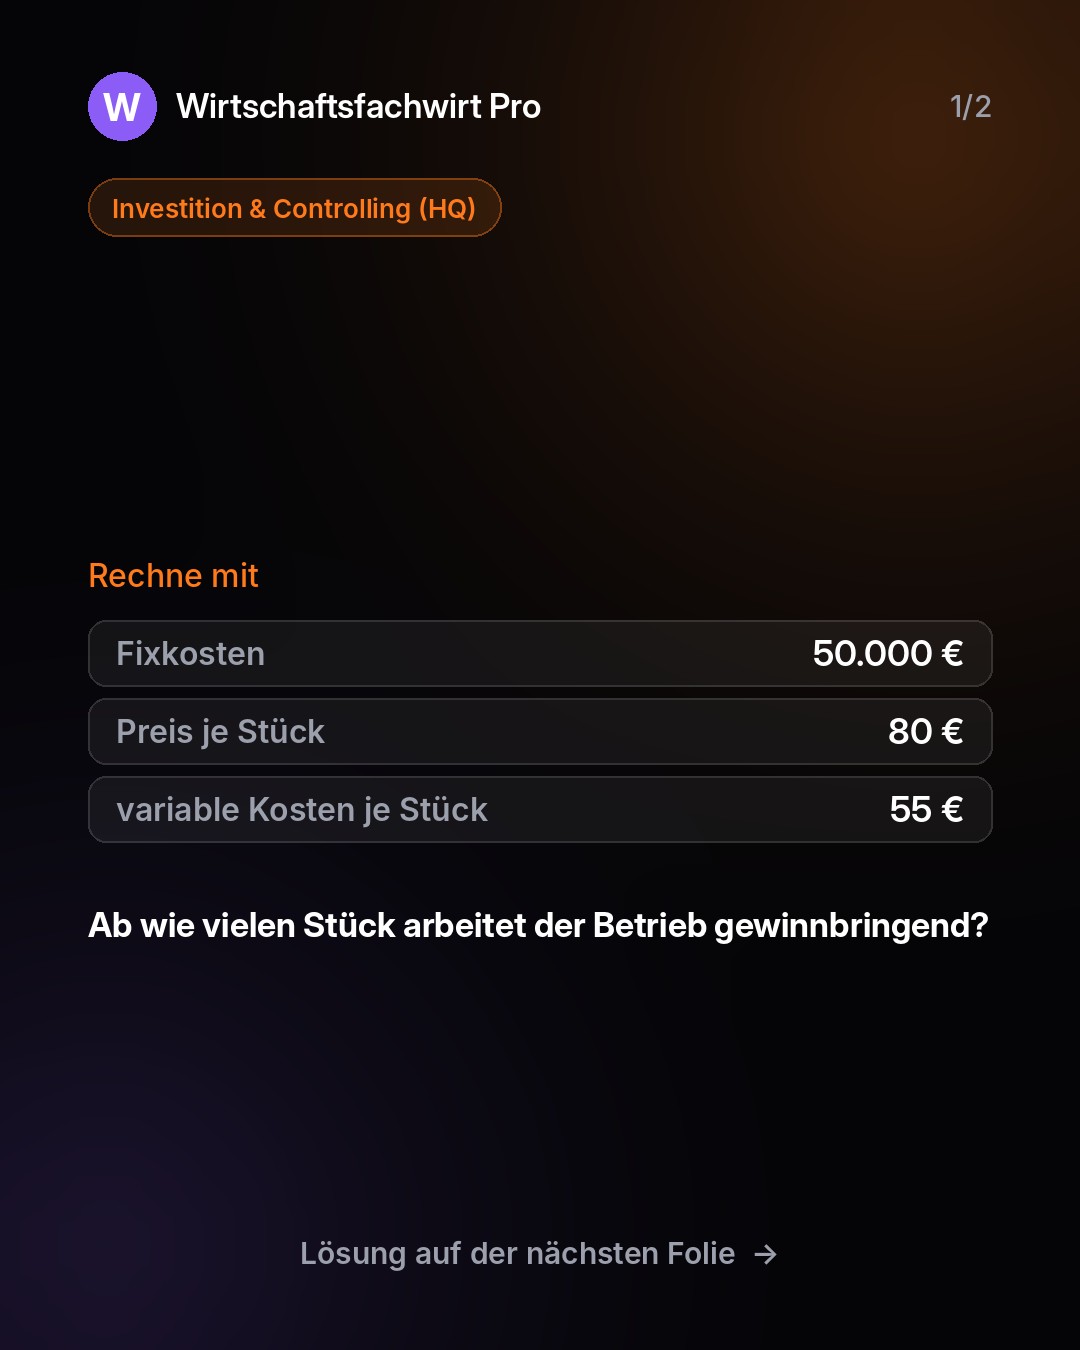 W Wirtschaftsfachwirt Pro 1/2
Investition & Controlling (HQ)
Rechne mit
Fixkosten 50.000 €
Preis je Stück 80 €
variable Kosten je Stück 55 €
Ab wie vielen Stück arbeitet der Betrieb gewinnbringend?
Lösung auf der nächsten Folie →